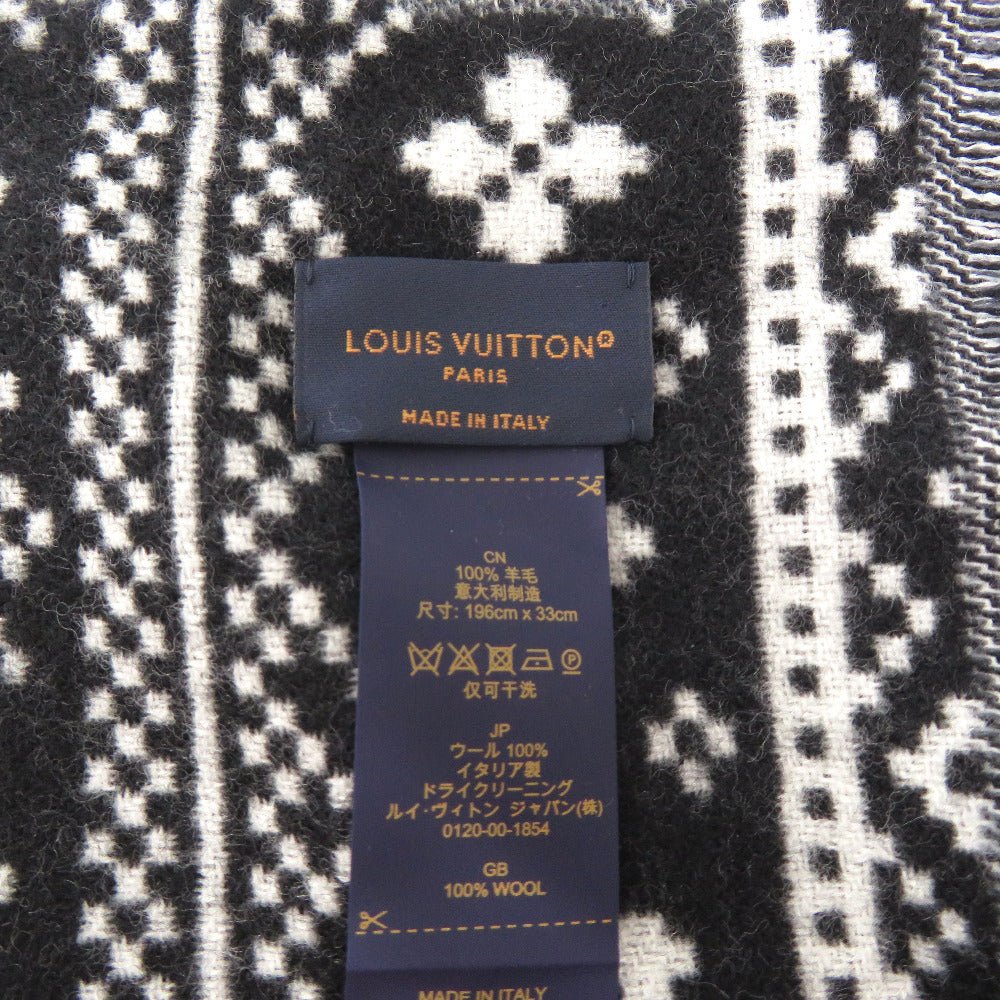 LOUIS VUITTON®
PARIS
MADE IN ITALY
CN
100% 羊毛
意大利制造
尺寸: 196cm x 33cm
P
仅可干洗
JP
ウール 100%
イタリア製
ドライクリーニング
ルイ・ヴィトン ジャパン(株)
0120-00-1854
GB
100% WOOL
MADE IN ITALY